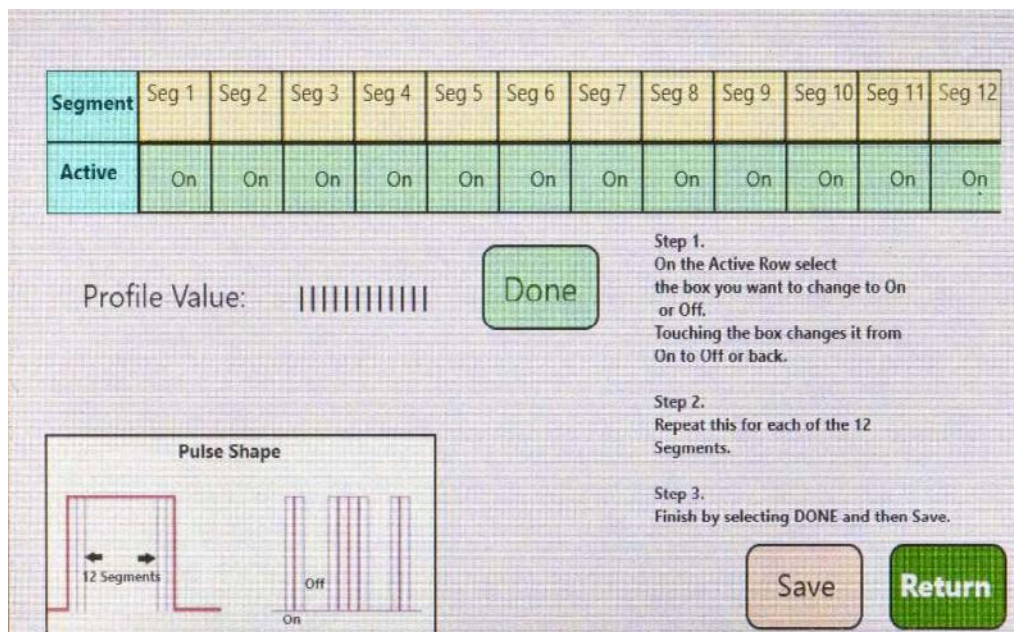 Segment Seg 1 Seg 2 Seg 3 Seg 4 Seg 5 Seg 6 Seg 7 Seg 8 Seg 9 Seg 10 Seg 11 Seg 12
Active On On On On On On On On On On On On
Profile Value: ||||||||||||
Done
Step 1.
On the Active Row select
the box you want to change to On
or Off.
Touching the box changes it from
On to Off or back.
Step 2.
Repeat this for each of the 12
Segments.
Step 3.
Finish by selecting DONE and then Save.
Pulse Shape
12 Segments
Off
On
Save
Return